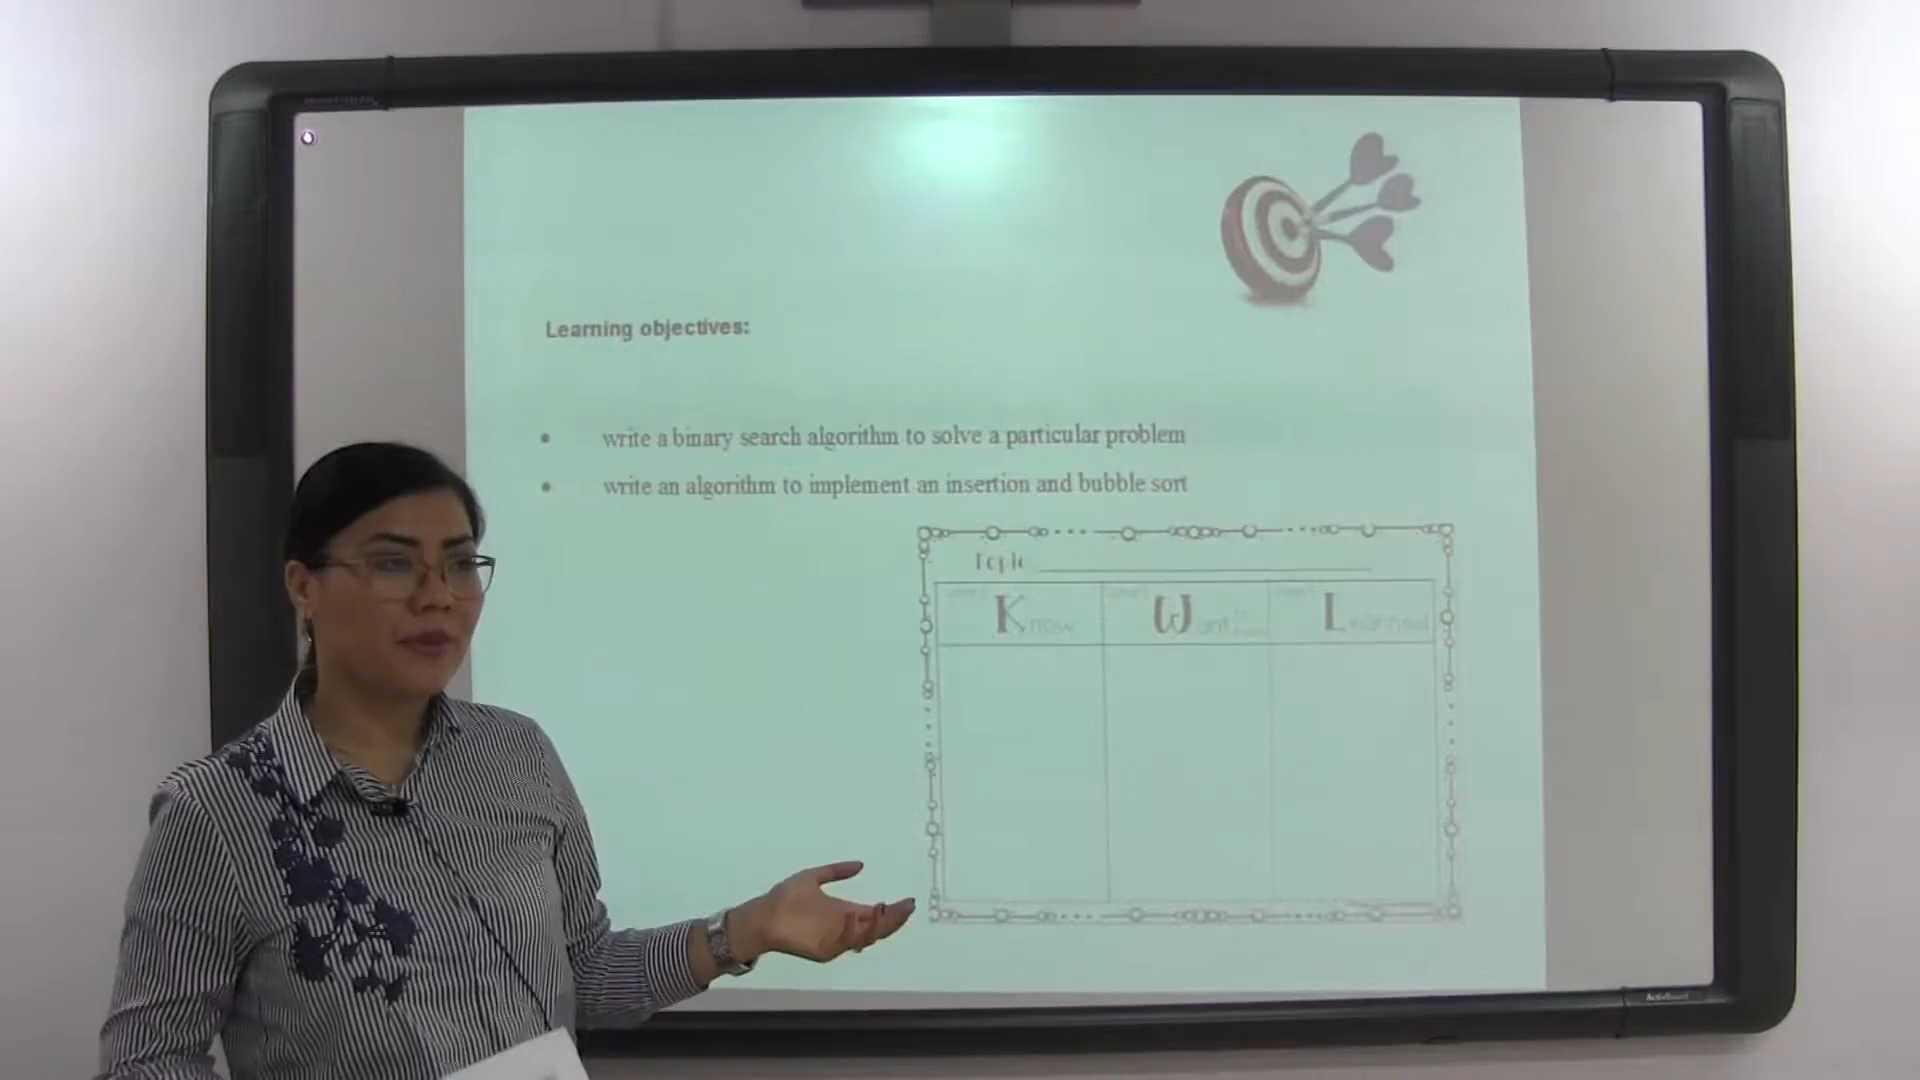 Learning objectives:
• write a binary search algorithm to solve a particular problem
• write an algorithm to implement an insertion and bubble sort
Topic
Know Want Learned
ActivBoard